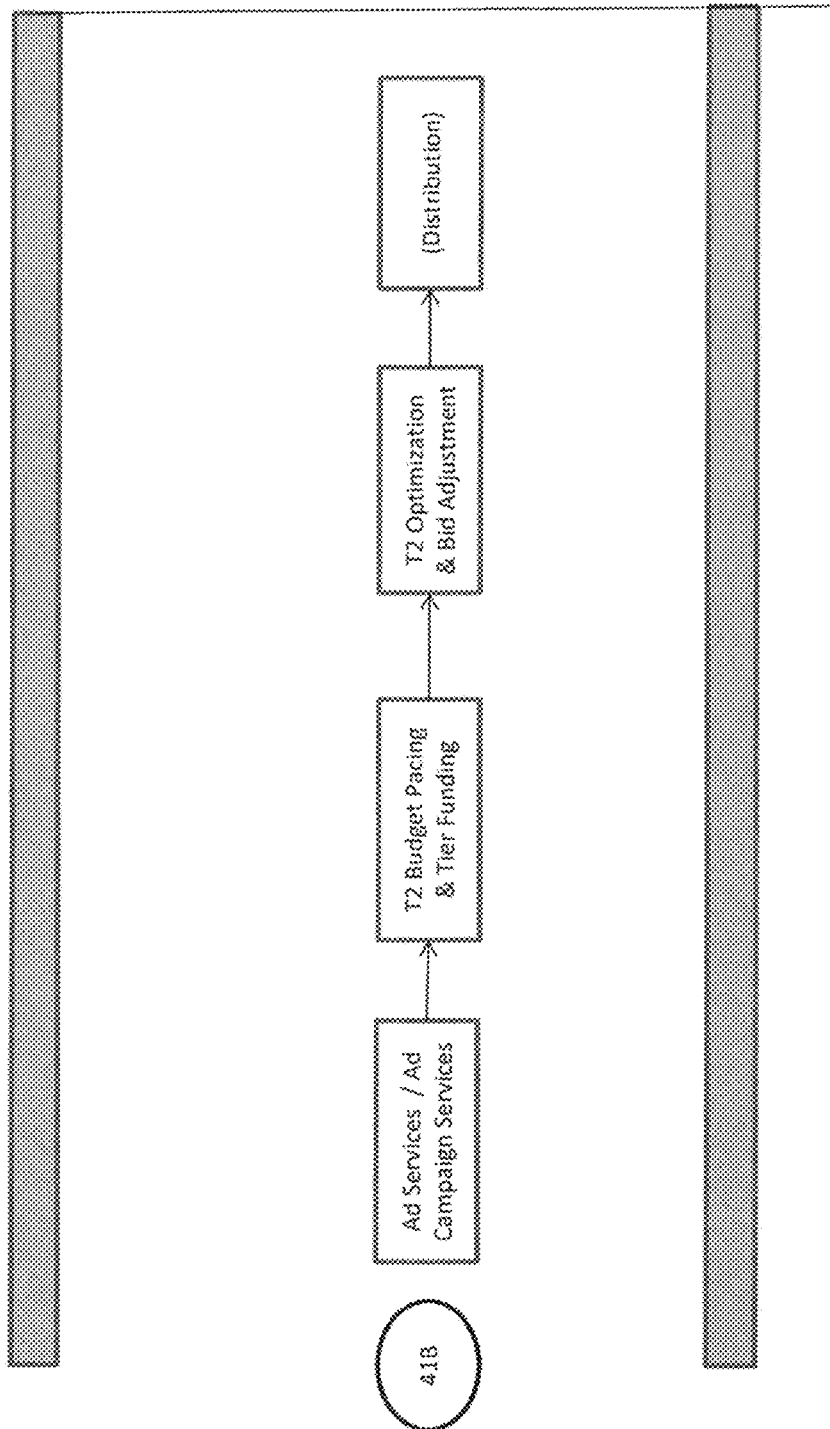 41B
Ad Services / Ad
Campaign Services
T2 Budget Pacing
& Tier Funding
T2 Optimization
& Bid Adjustment
(Distribution)